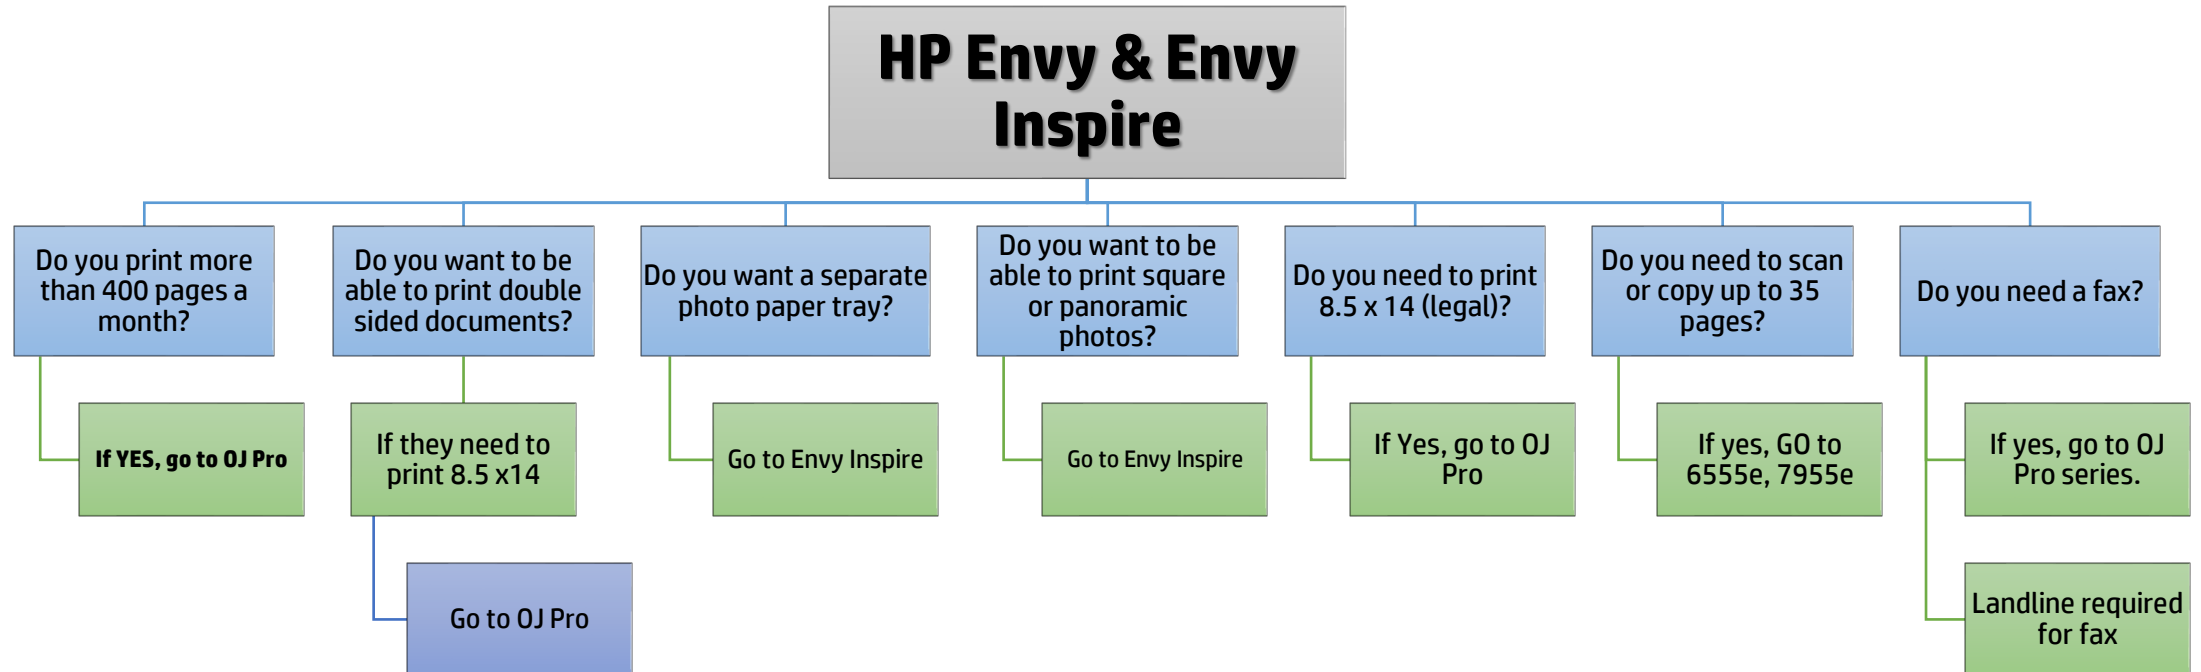 HP Envy & Envy
Inspire
Do you print more
than 400 pages a
month?
Do you want to be
able to print double
sided documents?
Do you want a separate
photo paper tray?
Do you want to be
able to print square
or panoramic
photos?
Do you need to print
8.5 x 14 (legal)?
Do you need to scan
or copy up to 35
pages?
Do you need a fax?
If YES, go to OJ Pro
If they need to
print 8.5 x14
Go to Envy Inspire
Go to Envy Inspire
If Yes, go to OJ
Pro
If yes, GO to
6555e, 7955e
If yes, go to OJ
Pro series.
Go to OJ Pro
Landline required
for fax